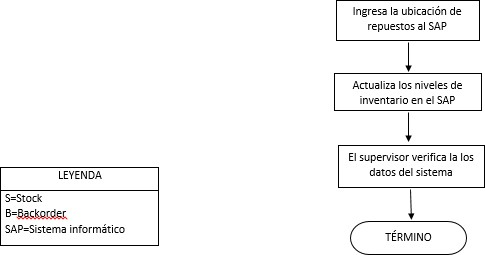 Ingresa la ubicación de
repuestos al SAP
Actualiza los niveles de
inventario en el SAP
El supervisor verifica la los
datos del sistema
TÉRMINO
LEYENDA
S=Stock
B=Backorder
SAP=Sistema informático